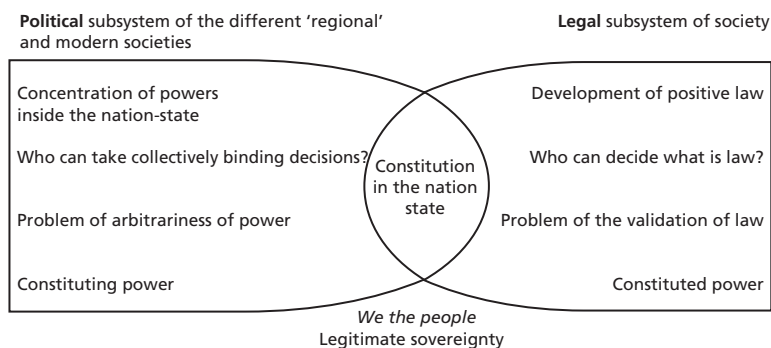 Political subsystem of the different ‘regional’
and modern societies
Legal subsystem of society
Concentration of powers
inside the nation-state
Development of positive law
Who can take collectively binding decisions?
Constitution
in the nation
state
Who can decide what is law?
Problem of arbitrariness of power
Problem of the validation of law
Constituting power
Constituted power
We the people
Legitimate sovereignty